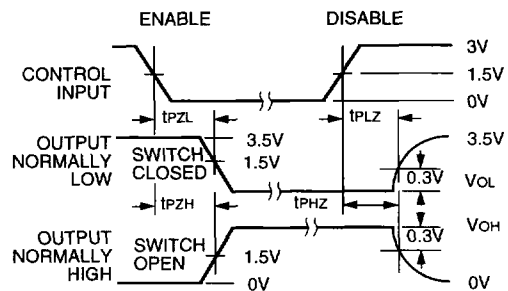 ENABLE DISABLE
3V
CONTROL INPUT 1.5V
0V
tPZL tPLZ
OUTPUT NORMALLY LOW
3.5V 3.5V
SWITCH CLOSED 1.5V
0.3V VOL
tPZH tPHZ
VOH
0.3V
OUTPUT NORMALLY HIGH
SWITCH OPEN 1.5V
0V 0V